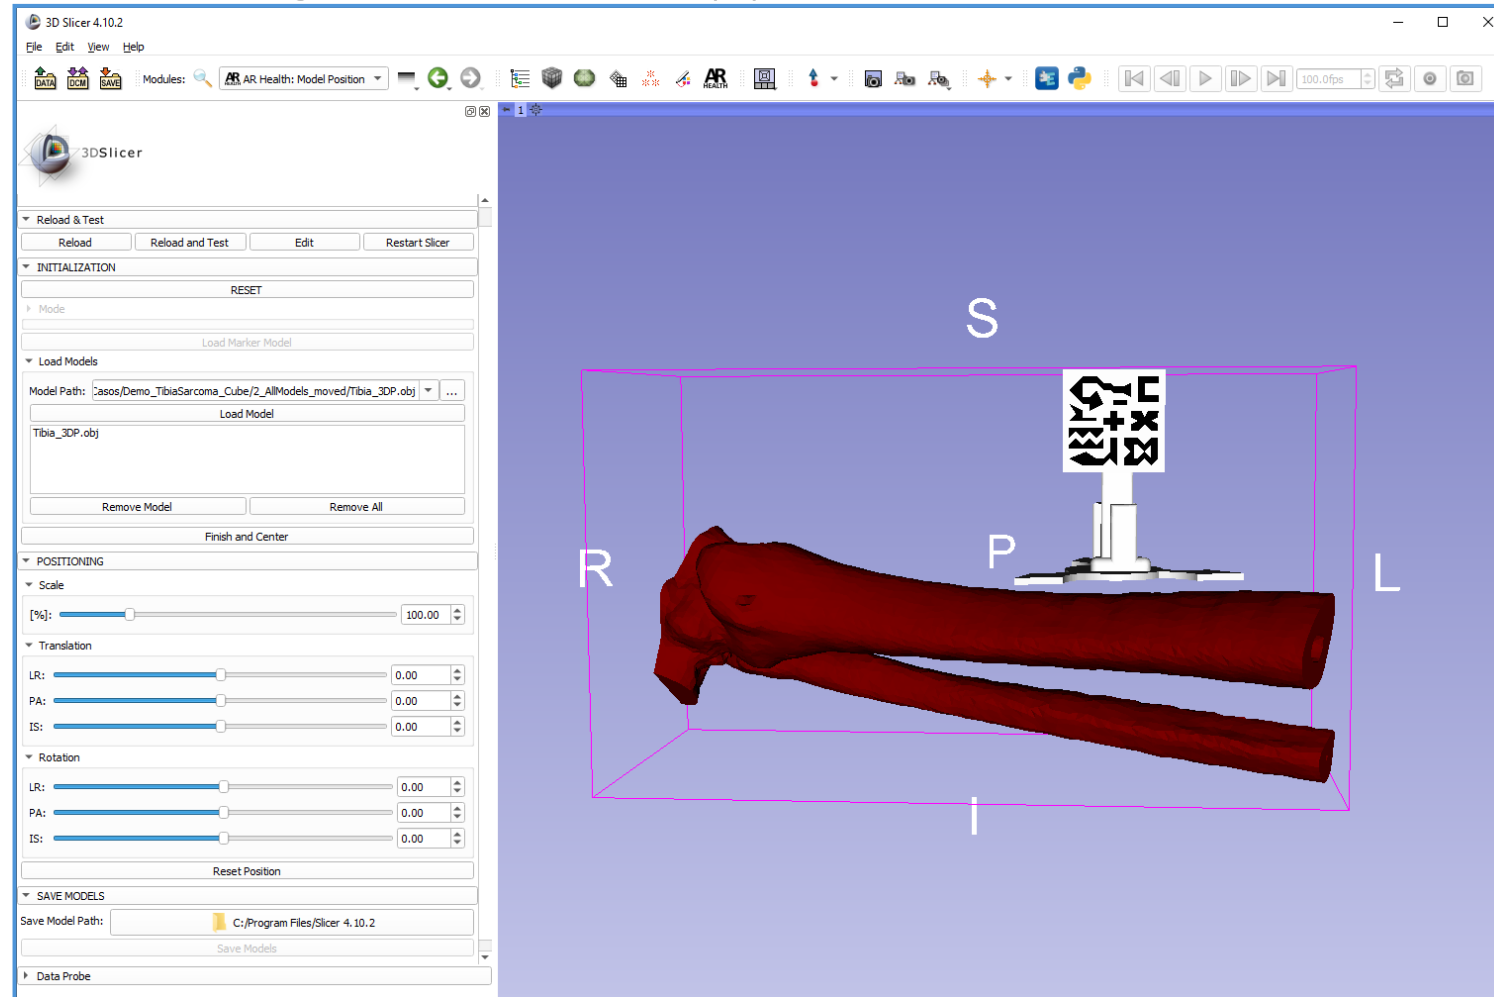 3D Slicer 4.10.2
File Edit View Help
DATA DCM SAVE Modules: AR AR Health: Model Position AR HEALTH 100.0fps
1
3DSlicer
Reload & Test
Reload Reload and Test Edit Restart Slicer
INITIALIZATION
RESET
Mode
Load Marker Model
Load Models
Model Path: Casos/Demo_TibiaSarcoma_Cube/2_AllModels_moved/Tibia_3DP.obj ...
Load Model
Tibia_3DP.obj
Remove Model Remove All
Finish and Center
POSITIONING
Scale
[%]: 100.00
Translation
LR: 0.00
PA: 0.00
IS: 0.00
Rotation
LR: 0.00
PA: 0.00
IS: 0.00
Reset Position
SAVE MODELS
Save Model Path: C:/Program Files/Slicer 4.10.2
Save Models
Data Probe
S
P
R
L
I